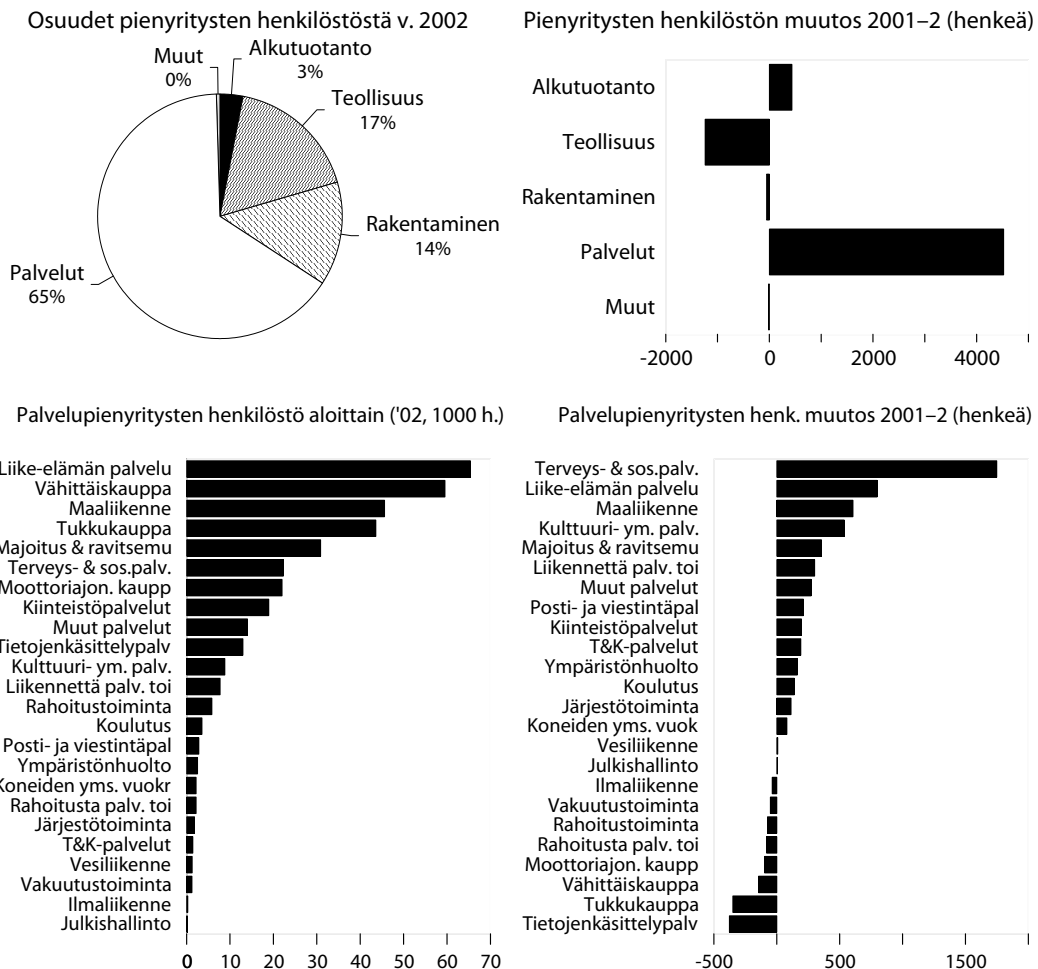 Osuudet pienyritysten henkilöstöstä v. 2002
Muut
0%
Alkutuotanto
3%
Teollisuus
17%
Rakentaminen
14%
Palvelut
65%
Pienyritysten henkilöstön muutos 2001–2 (henkeä)
Alkutuotanto
Teollisuus
Rakentaminen
Palvelut
Muut
-2000 0 2000 4000
Palvelupienyritysten henkilöstö aloittain ('02, 1000 h.)
Liike-elämän palvelu
Vähittäiskauppa
Maaliikenne
Tukkukauppa
Majoitus & ravitsemu
Terveys- & sos.palv.
Moottoriajon. kaupp
Kiinteistöpalvelut
Muut palvelut
Tietojenkäsittelypalv
Kulttuuri- ym. palv.
Liikennettä palv. toi
Rahoitustoiminta
Koulutus
Posti- ja viestintäpal
Ympäristönhuolto
Koneiden yms. vuokr
Rahoitusta palv. toi
Järjestötoiminta
T&K-palvelut
Vesiliikenne
Vakuutustoiminta
Ilmaliikenne
Julkishallinto
0 10 20 30 40 50 60 70
Palvelupienyritysten henk. muutos 2001–2 (henkeä)
Terveys- & sos.palv.
Liike-elämän palvelu
Maaliikenne
Kulttuuri- ym. palv.
Majoitus & ravitsemu
Liikennettä palv. toi
Muut palvelut
Posti- ja viestintäpal
Kiinteistöpalvelut
T&K-palvelut
Ympäristönhuolto
Koulutus
Järjestötoiminta
Koneiden yms. vuok
Vesiliikenne
Julkishallinto
Ilmaliikenne
Vakuutustoiminta
Rahoitustoiminta
Rahoitusta palv. toi
Moottoriajon. kaupp
Vähittäiskauppa
Tukkukauppa
Tietojenkäsittelypalv
-500 500 1500